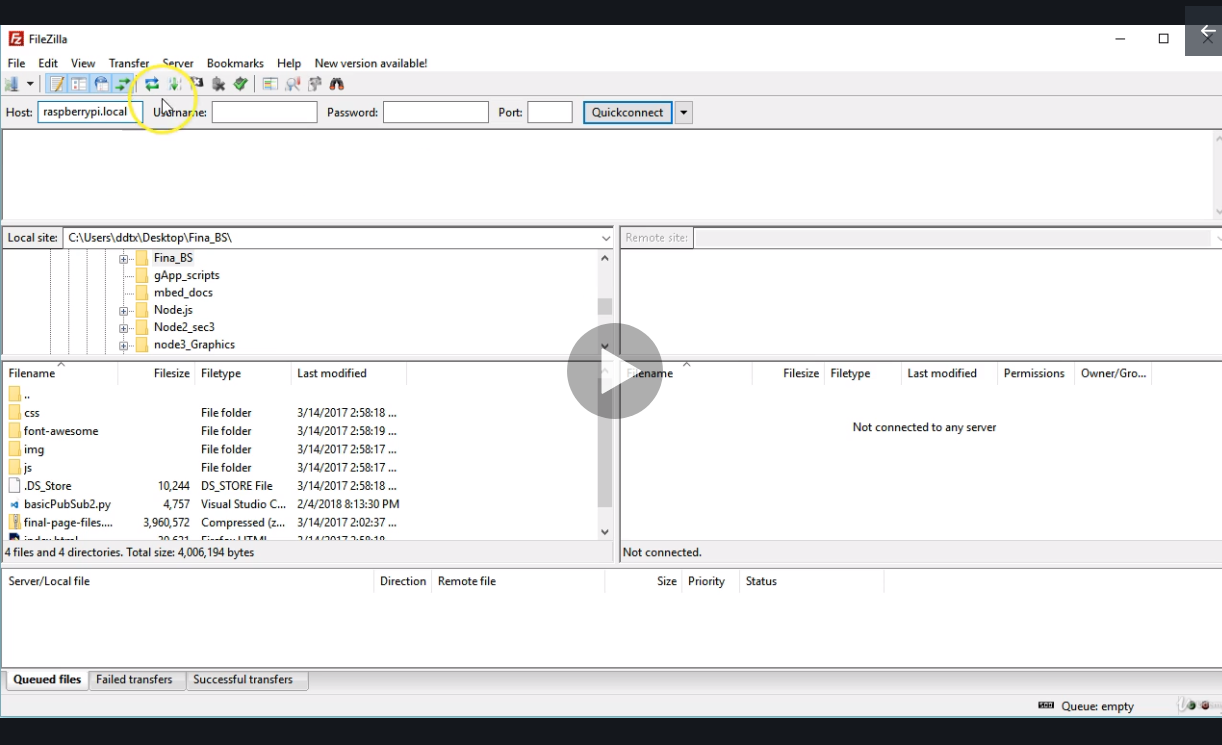 FileZilla
File Edit View Transfer Server Bookmarks Help New version available!
Host: raspberrypi.local Username: Password: Port: Quickconnect
Local site: C:\Users\ddtx\Desktop\Fina_BS\ Remote site:
Fina_BS
gApp_scripts
mbed_docs
Node.js
Node2_sec3
node3_Graphics
Filename Filesize Filetype Last modified Filename Filesize Filetype Last modified Permissions Owner/Gro...
..
css File folder 3/14/2017 2:58:18 ...
font-awesome File folder 3/14/2017 2:58:19 ...
Not connected to any server
img File folder 3/14/2017 2:58:17 ...
js File folder 3/14/2017 2:58:17 ...
.DS_Store 10,244 DS_STORE File 3/14/2017 2:58:18 ...
basicPubSub2.py 4,757 Visual Studio C... 2/4/2018 8:13:30 PM
final-page-files.... 3,960,572 Compressed (z... 3/14/2017 2:02:37 ...
4 files and 4 directories. Total size: 4,006,194 bytes Not connected.
Server/Local file Direction Remote file Size Priority Status
Queued files Failed transfers Successful transfers
Queue: empty